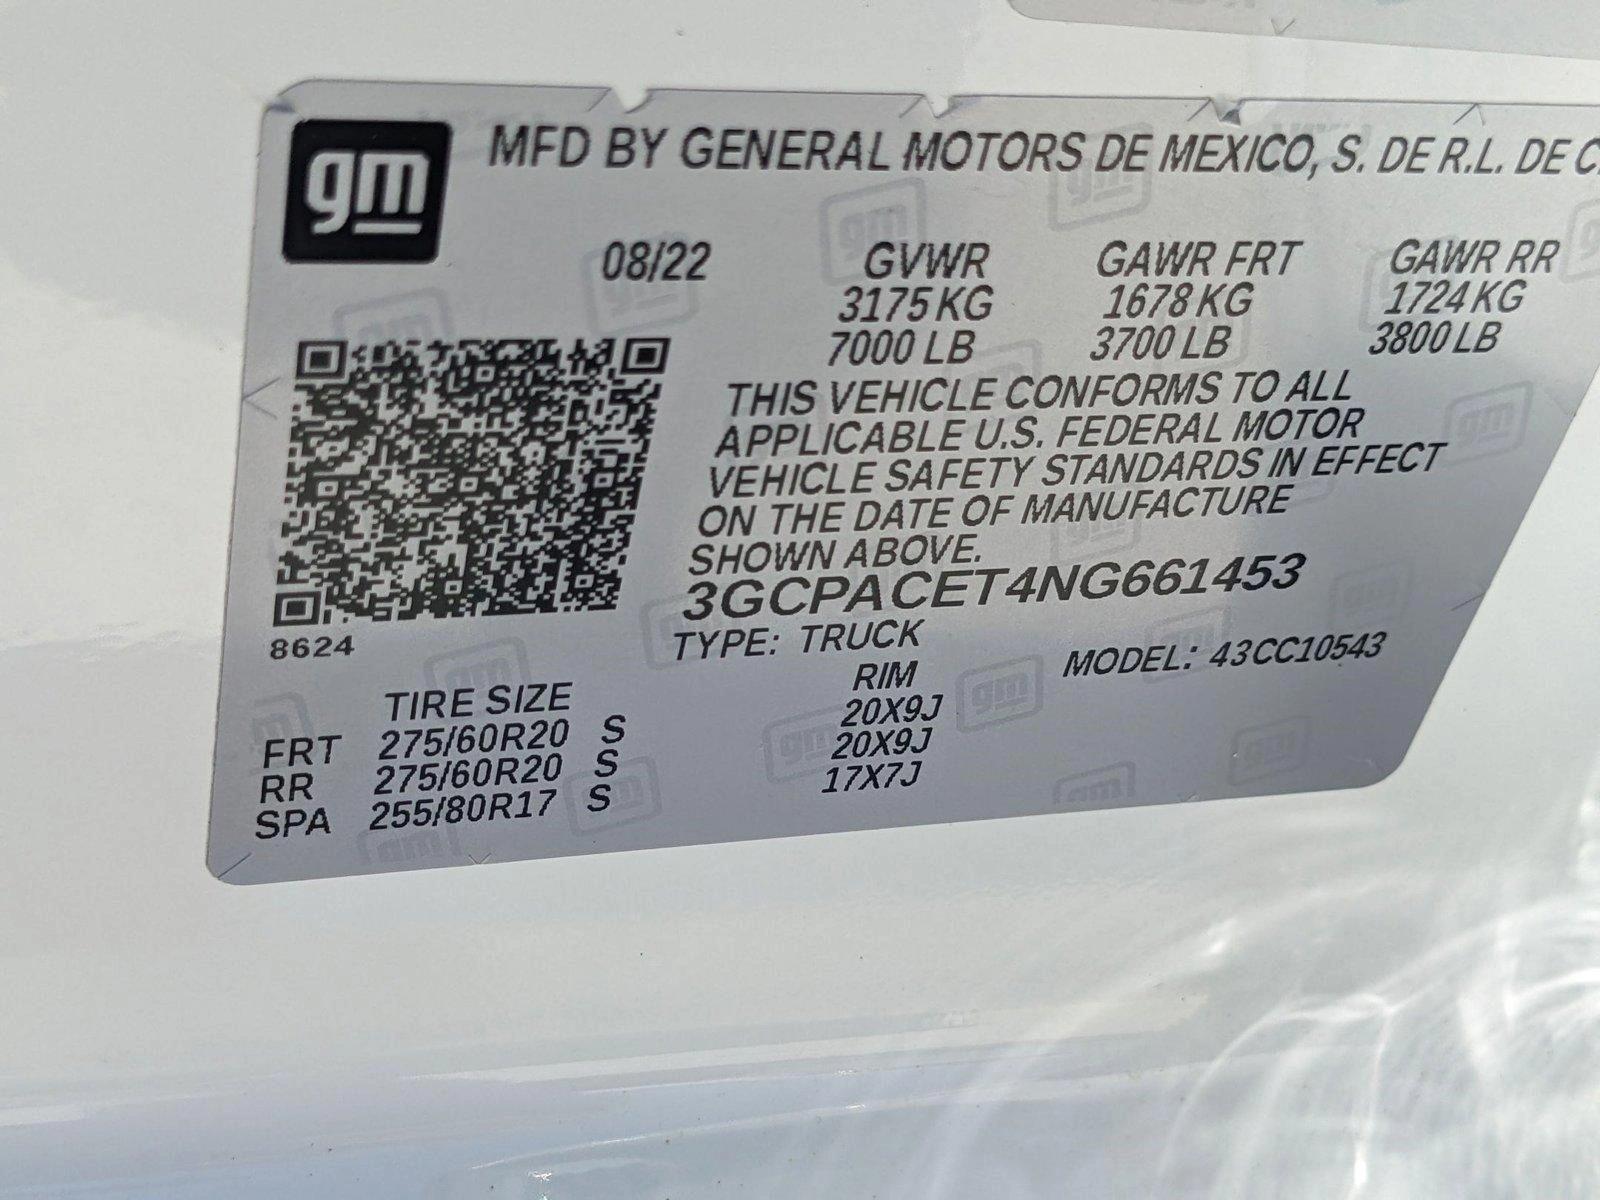 gm MFD BY GENERAL MOTORS DE MEXICO, S. DE R.L. DE C
08/22 GVWR GAWR FRT GAWR RR
3175 KG 1678 KG 1724 KG
7000 LB 3700 LB 3800 LB
THIS VEHICLE CONFORMS TO ALL
APPLICABLE U.S. FEDERAL MOTOR
VEHICLE SAFETY STANDARDS IN EFFECT
ON THE DATE OF MANUFACTURE
SHOWN ABOVE.
3GCPACET4NG661453
8624
TYPE: TRUCK MODEL: 43CC10543
TIRE SIZE RIM
FRT 275/60R20 S 20X9J
RR 275/60R20 S 20X9J
SPA 255/80R17 S 17X7J